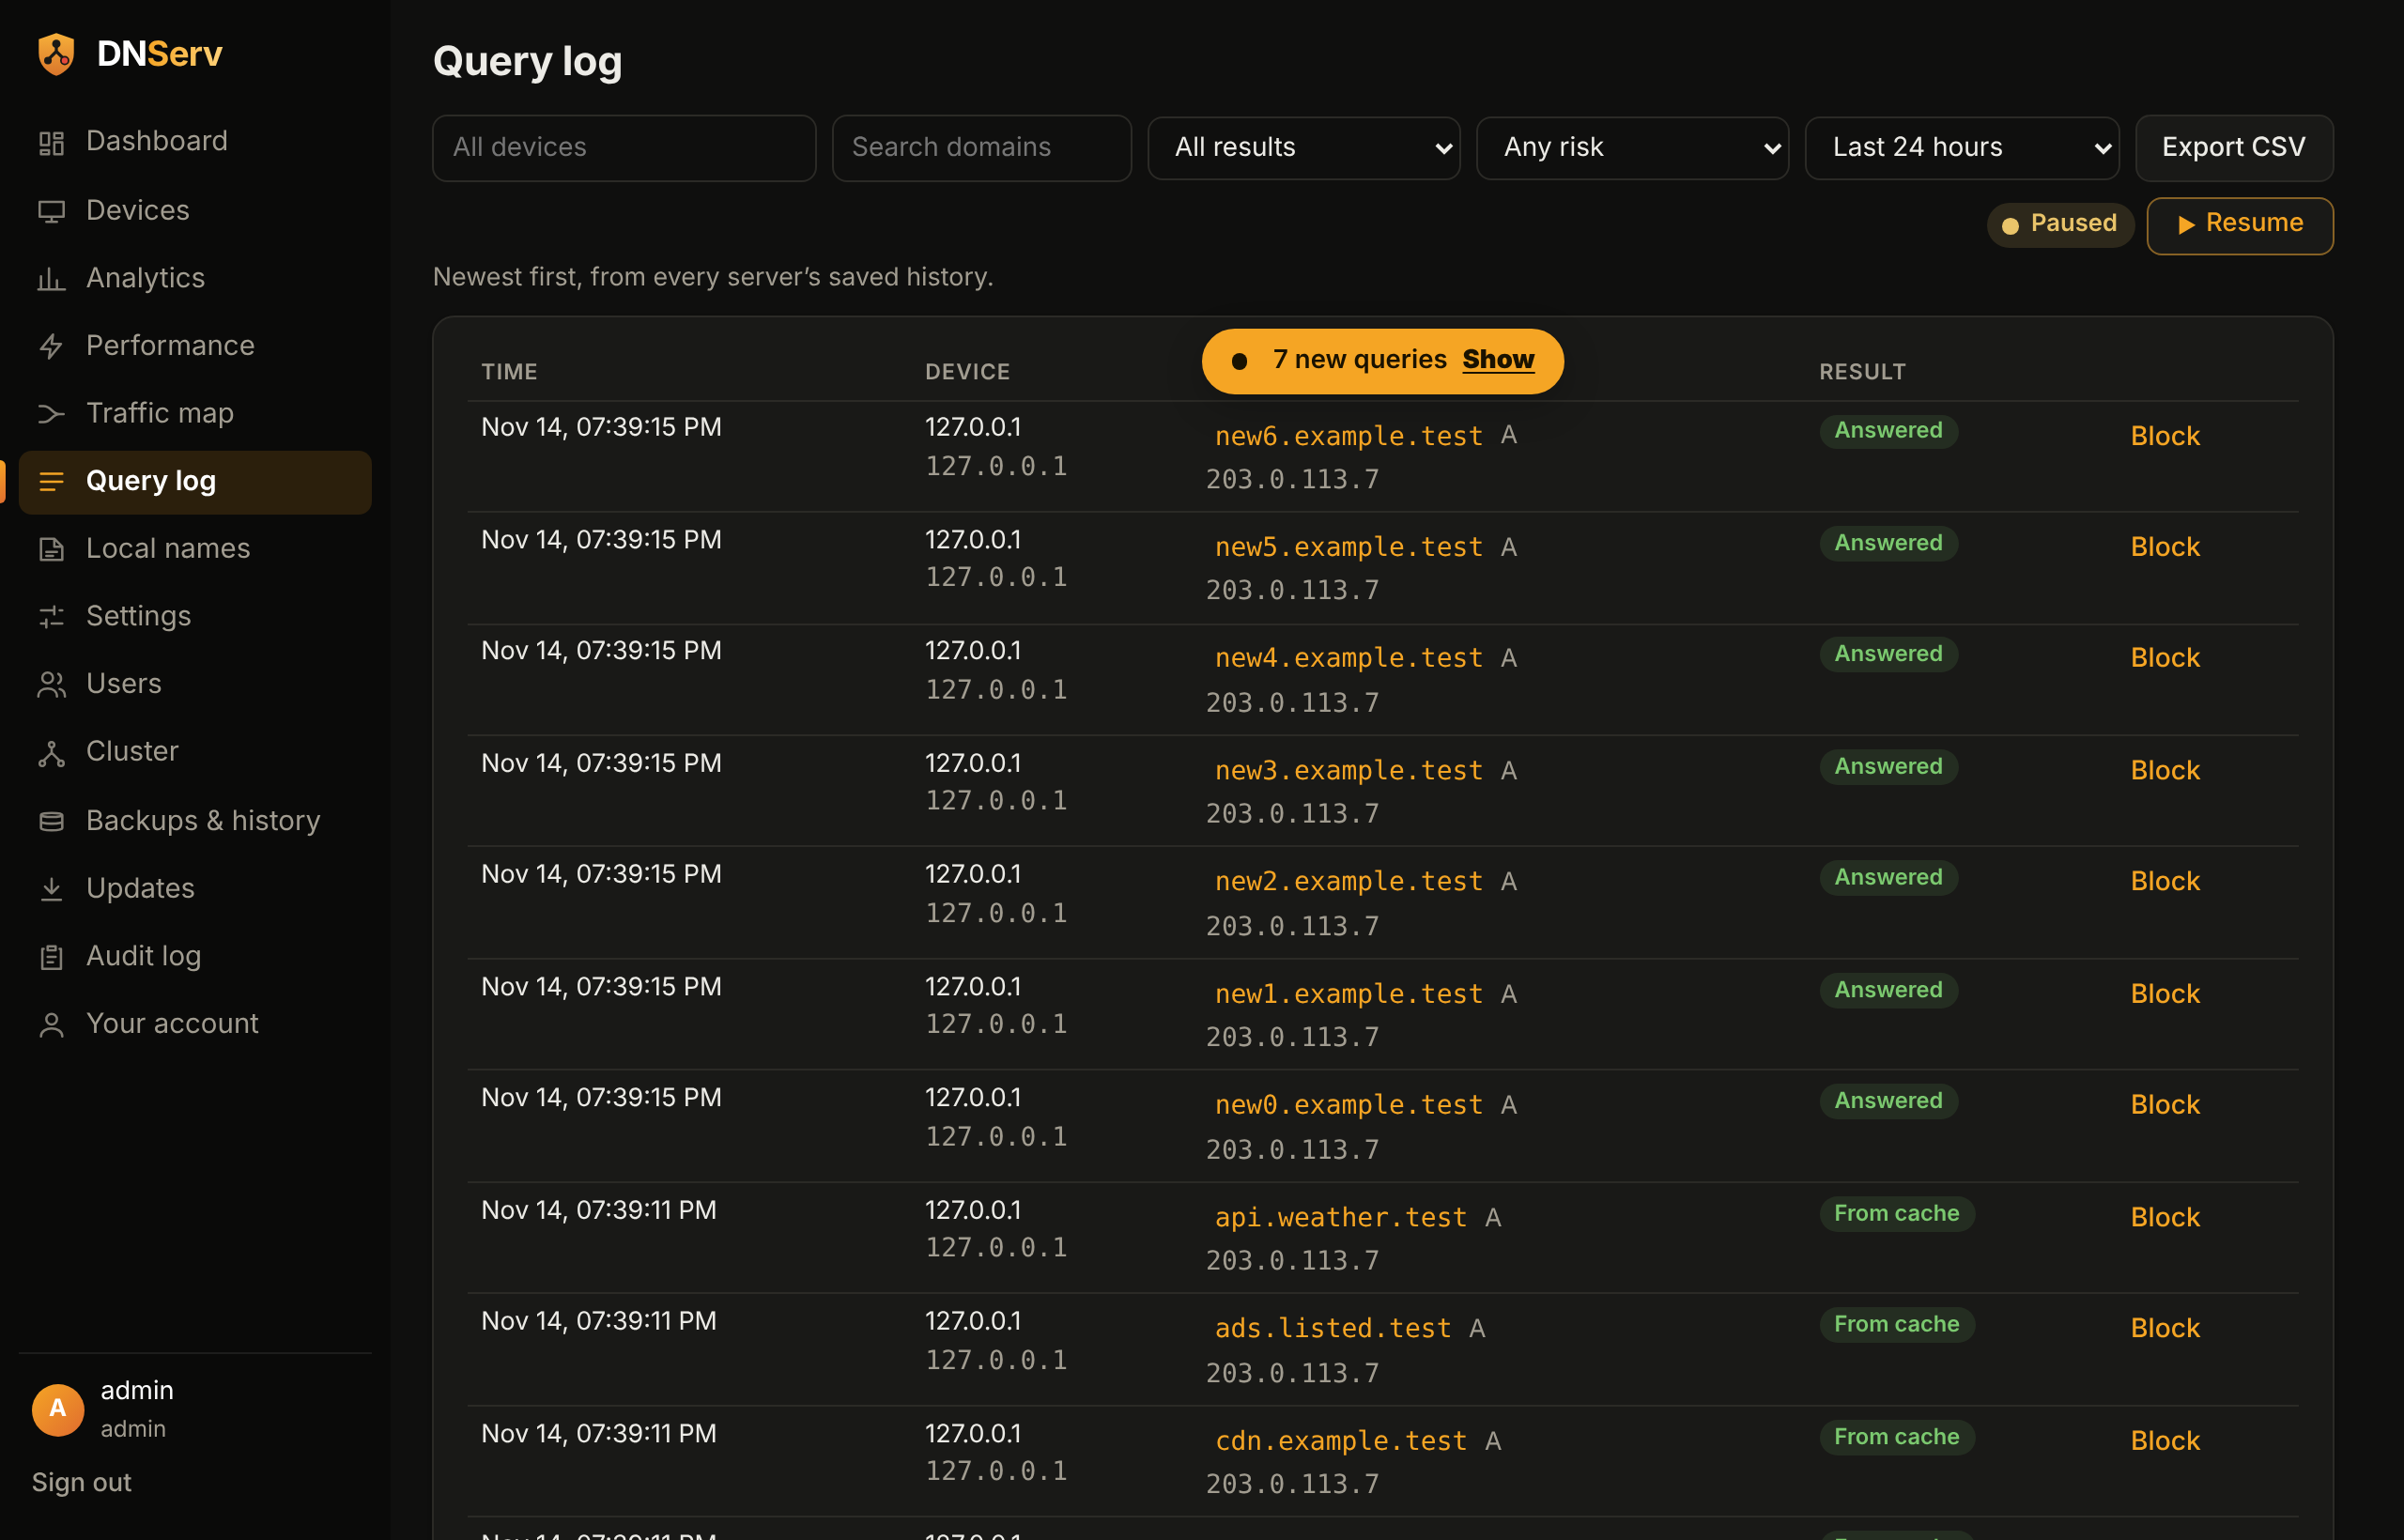 DNServ
Dashboard
Devices
Analytics
Performance
Traffic map
Query log
Local names
Settings
Users
Cluster
Backups & history
Updates
Audit log
Your account
A
admin
admin
Sign out
Query log
All devices Search domains All results Any risk Last 24 hours Export CSV
Paused Resume
Newest first, from every server’s saved history.
7 new queries Show
TIME DEVICE RESULT
Nov 14, 07:39:15 PM 127.0.0.1 new6.example.test A Answered Block
127.0.0.1 203.0.113.7
Nov 14, 07:39:15 PM 127.0.0.1 new5.example.test A Answered Block
127.0.0.1 203.0.113.7
Nov 14, 07:39:15 PM 127.0.0.1 new4.example.test A Answered Block
127.0.0.1 203.0.113.7
Nov 14, 07:39:15 PM 127.0.0.1 new3.example.test A Answered Block
127.0.0.1 203.0.113.7
Nov 14, 07:39:15 PM 127.0.0.1 new2.example.test A Answered Block
127.0.0.1 203.0.113.7
Nov 14, 07:39:15 PM 127.0.0.1 new1.example.test A Answered Block
127.0.0.1 203.0.113.7
Nov 14, 07:39:15 PM 127.0.0.1 new0.example.test A Answered Block
127.0.0.1 203.0.113.7
Nov 14, 07:39:11 PM 127.0.0.1 api.weather.test A From cache Block
127.0.0.1 203.0.113.7
Nov 14, 07:39:11 PM 127.0.0.1 ads.listed.test A From cache Block
127.0.0.1 203.0.113.7
Nov 14, 07:39:11 PM 127.0.0.1 cdn.example.test A From cache Block
127.0.0.1 203.0.113.7